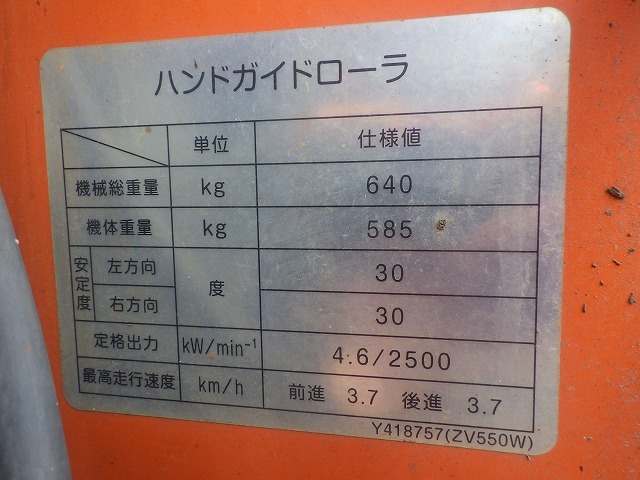 ハンドガイドローラ
単位 仕様値
機械総重量 kg 640
機体重量 kg 585
安定度 左方向 度 30
右方向 30
定格出力 kW/min⁻¹ 4.6/2500
最高走行速度 km/h 前進 3.7 後進 3.7
Y418757(ZV550W)